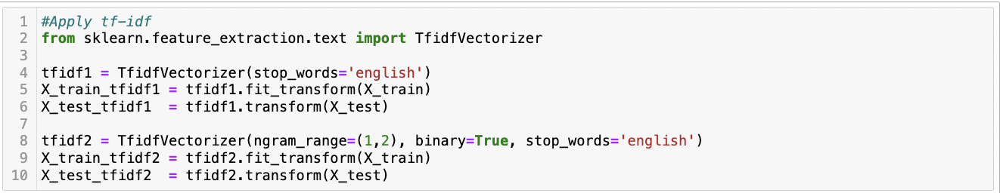 1 #Apply tf-idf
2 from sklearn.feature_extraction.text import TfidfVectorizer
3
4 tfidf1 = TfidfVectorizer(stop_words='english')
5 X_train_tfidf1 = tfidf1.fit_transform(X_train)
6 X_test_tfidf1  = tfidf1.transform(X_test)
7
8 tfidf2 = TfidfVectorizer(ngram_range=(1,2), binary=True, stop_words='english')
9 X_train_tfidf2 = tfidf2.fit_transform(X_train)
10 X_test_tfidf2  = tfidf2.transform(X_test)